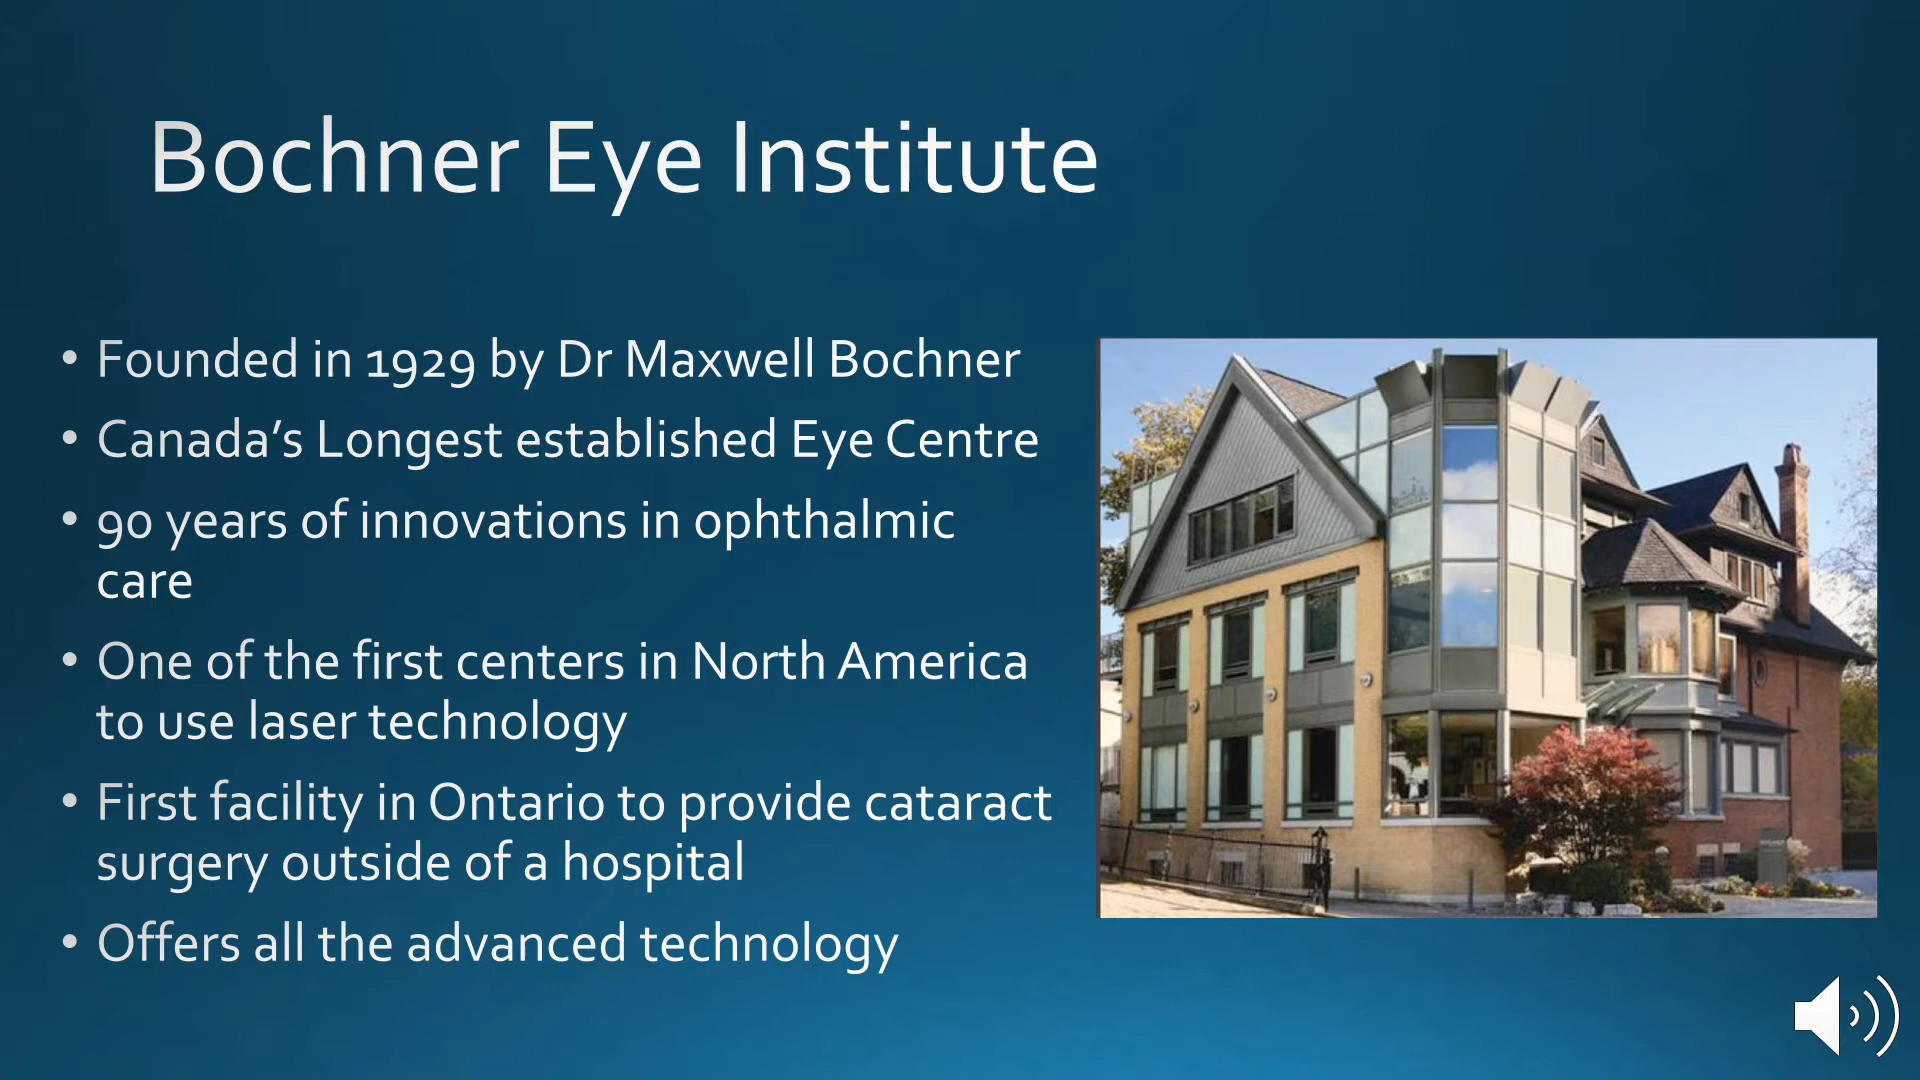 Bochner Eye Institute
• Founded in 1929 by Dr Maxwell Bochner
• Canada’s Longest established Eye Centre
• 90 years of innovations in ophthalmic
care
• One of the first centers in North America
to use laser technology
• First facility in Ontario to provide cataract
surgery outside of a hospital
• Offers all the advanced technology